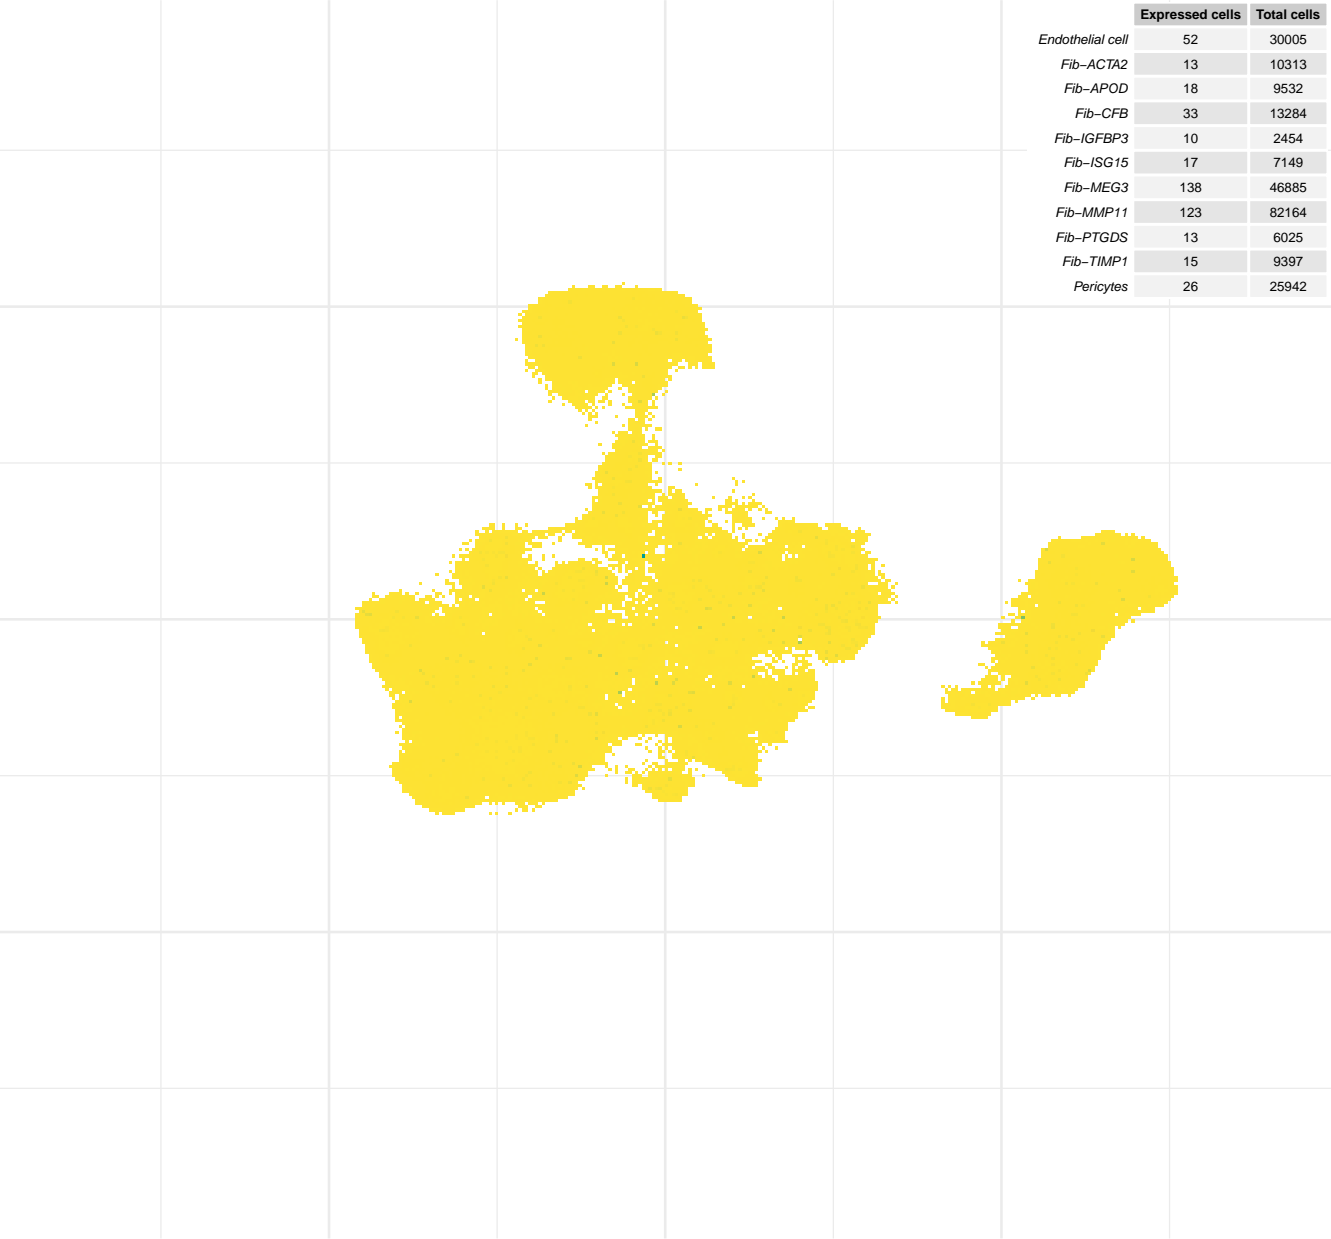 Expressed cells Total cells
Endothelial cell 52 30005
Fib−ACTA2 13 10313
Fib−APOD 18 9532
Fib−CFB 33 13284
Fib−IGFBP3 10 2454
Fib−ISG15 17 7149
Fib−MEG3 138 46885
Fib−MMP11 123 82164
Fib−PTGDS 13 6025
Fib−TIMP1 15 9397
Pericytes 26 25942